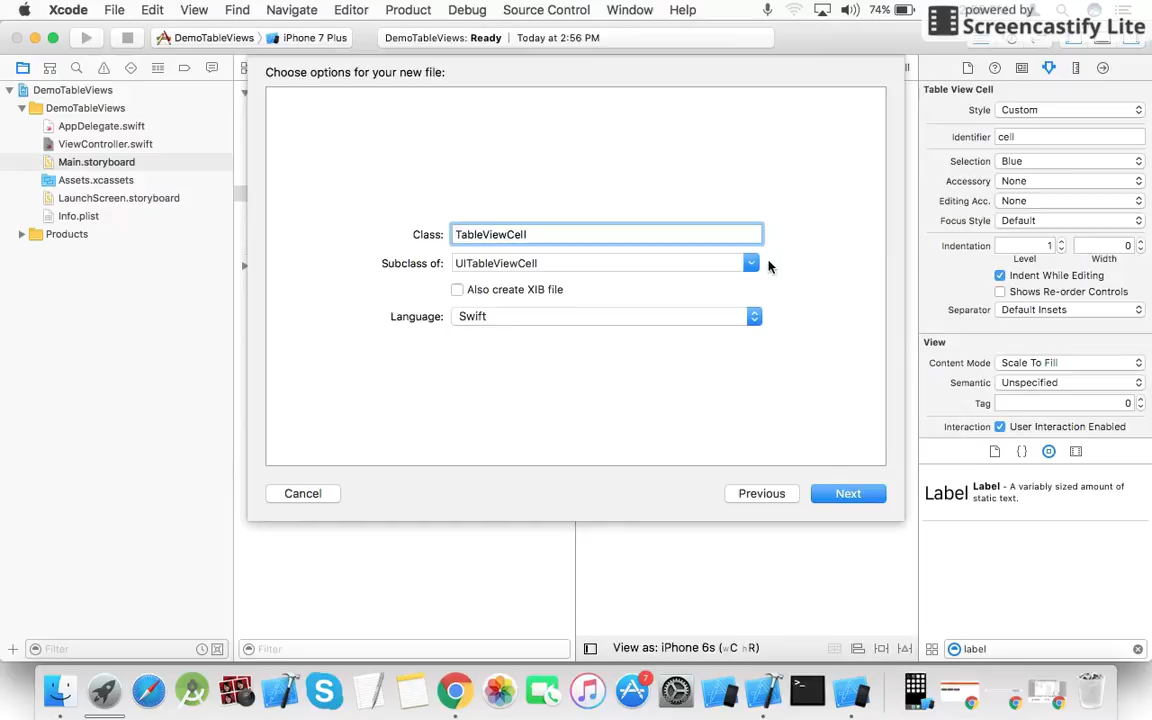 Xcode File Edit View Find Navigate Editor Product Debug Source Control Window Help
74%
powered by
Screencastify Lite
DemoTableViews iPhone 7 Plus
DemoTableViews: Ready Today at 2:56 PM
Choose options for your new file:
DemoTableViews
DemoTableViews
AppDelegate.swift
ViewController.swift
Main.storyboard
Assets.xcassets
LaunchScreen.storyboard
Info.plist
Products
Class: TableViewCell
Subclass of: UITableViewCell
Also create XIB file
Language: Swift
Cancel
Previous
Next
Table View Cell
Style Custom
Identifier cell
Selection Blue
Accessory None
Editing Acc. None
Focus Style Default
Indentation 1 0
Level Width
Indent While Editing
Shows Re-order Controls
Separator Default Insets
View
Content Mode Scale To Fill
Semantic Unspecified
Tag 0
Interaction User Interaction Enabled
Label
Label - A variably sized amount of
static text.
Filter
Filter
View as: iPhone 6s (wC hR)
label
7